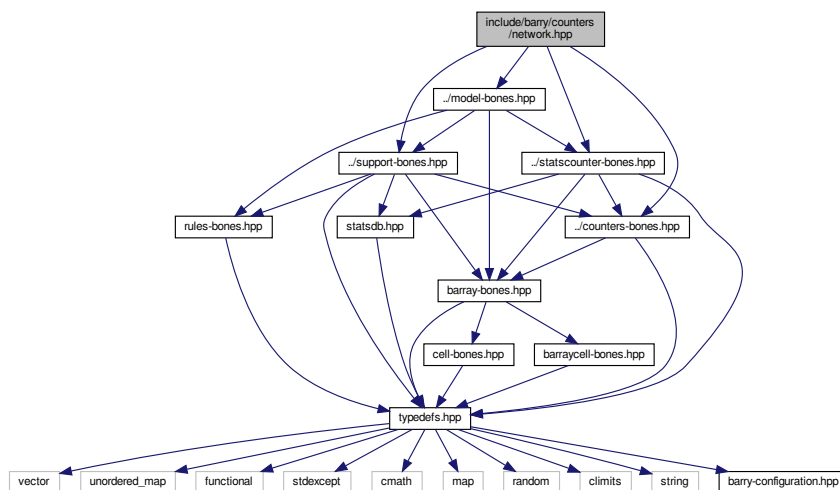 include/barry/counters
/network.hpp
../model-bones.hpp
../support-bones.hpp
../statscounter-bones.hpp
rules-bones.hpp
statsdb.hpp
../counters-bones.hpp
barray-bones.hpp
cell-bones.hpp
barraycell-bones.hpp
typedefs.hpp
vector
unordered_map
functional
stdexcept
cmath
map
random
climits
string
barry-configuration.hpp